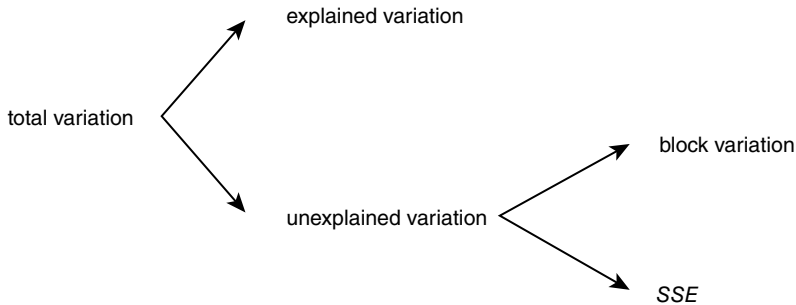 explained variation
total variation
block variation
unexplained variation
SSE